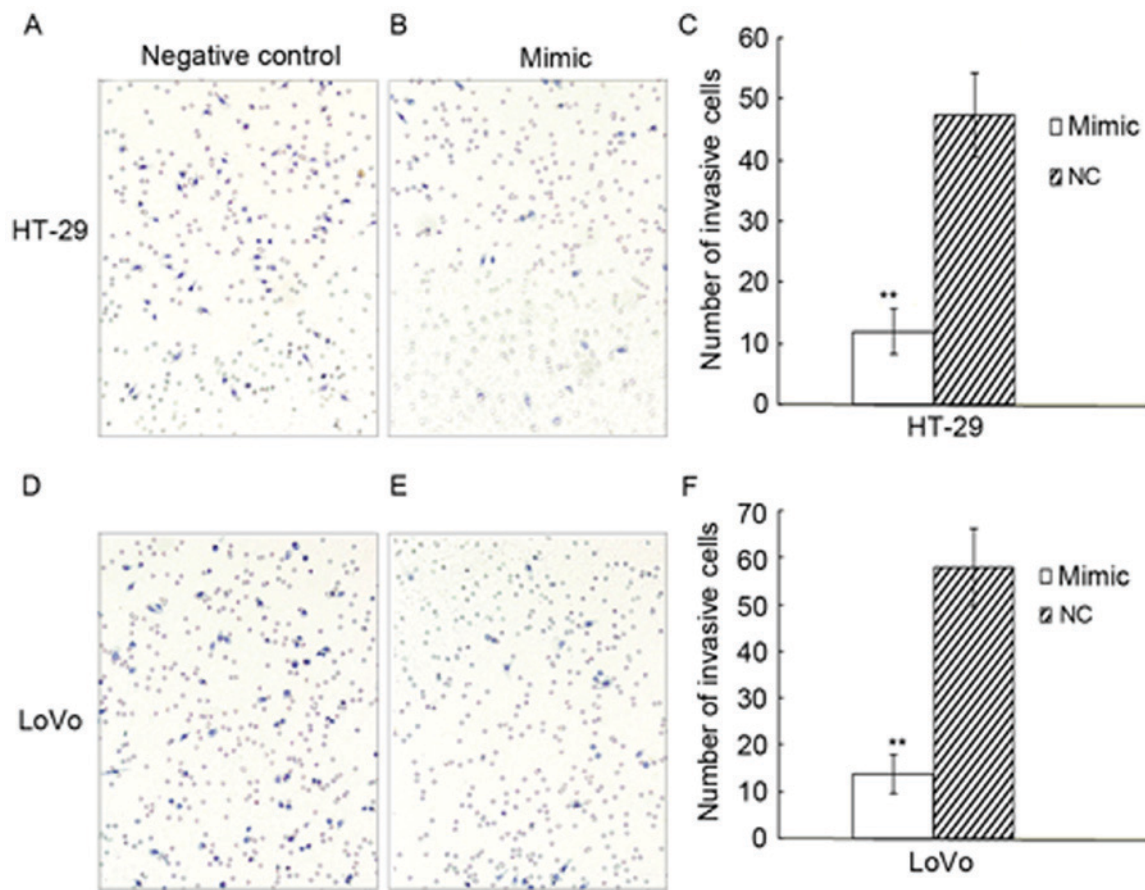 A
B
C
Negative control
Mimic
HT-29
Number of invasive cells
60
50
40
30
20
10
0
**
Mimic
NC
HT-29
D
E
F
LoVo
Number of invasive cells
70
60
50
40
30
20
10
0
**
Mimic
NC
LoVo